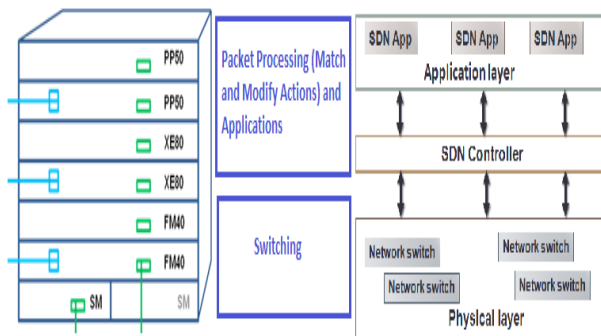 PP50
PP50
XE80
XE80
FM40
FM40
SM
SM
Packet Processing (Match
and Modify Actions) and
Applications
Switching
SDN App
SDN App
SDN App
Application layer
SDN Controller
Network switch
Network switch
Network switch
Network switch
Physical layer